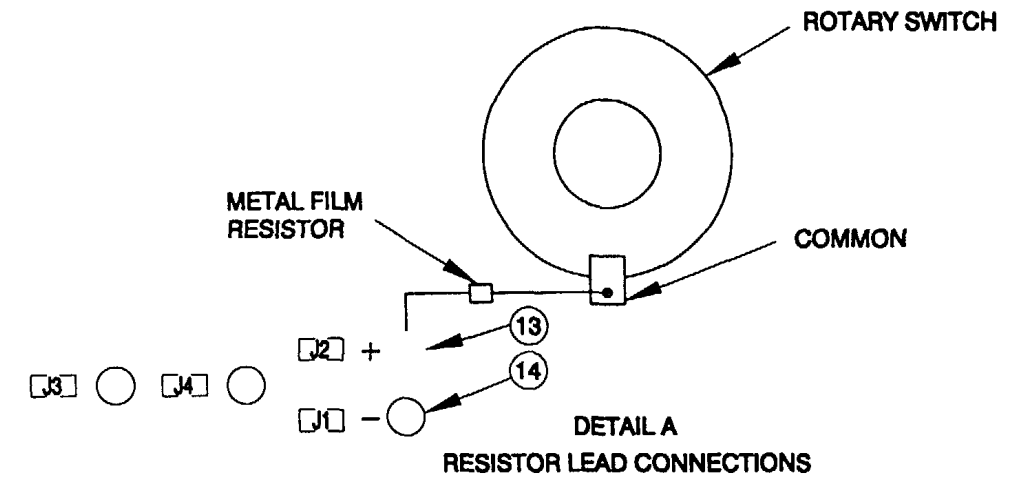 ROTARY SWITCH
METAL FILM
RESISTOR
COMMON
13
J2 +
14
J3
J4
J1 −
DETAIL A
RESISTOR LEAD CONNECTIONS